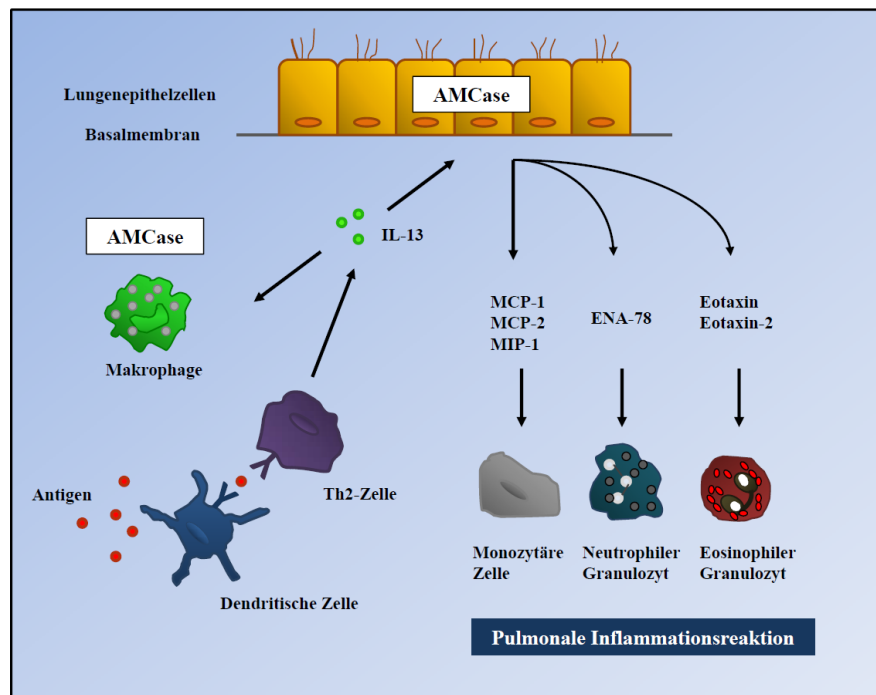 Lungenepithelzellen
AMCase
Basalmembran
AMCase
IL-13
Makrophage
MCP-1
MCP-2
MIP-1
ENA-78
Eotaxin
Eotaxin-2
Antigen
Th2-Zelle
Dendritische Zelle
Monozytäre
Zelle
Neutrophiler
Granulozyt
Eosinophiler
Granulozyt
Pulmonale Inflammationsreaktion